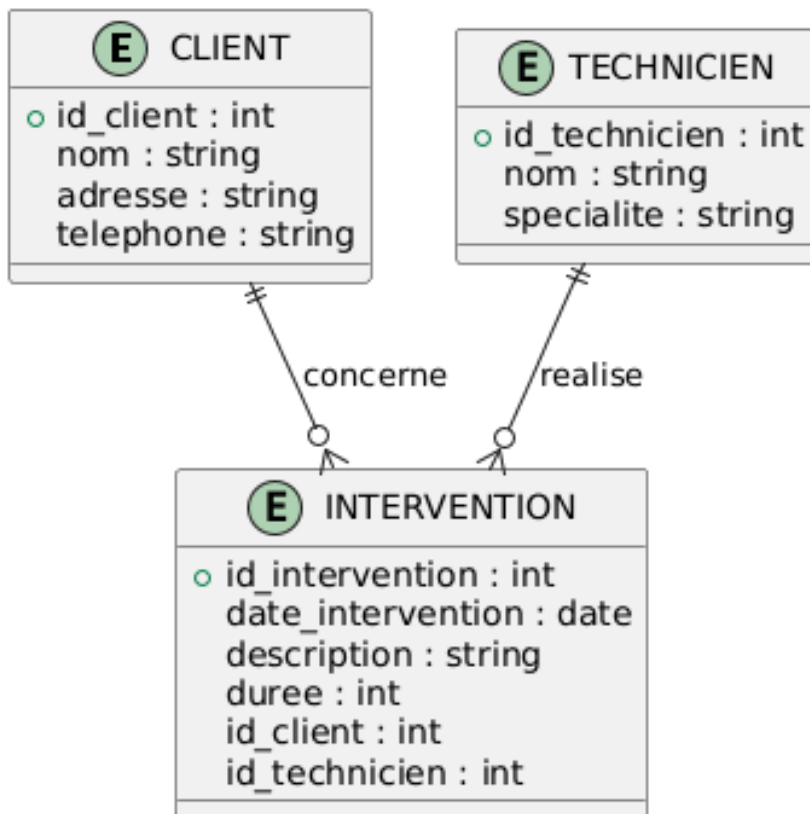 E CLIENT
id_client : int
nom : string
adresse : string
telephone : string
E TECHNICIEN
id_technicien : int
nom : string
specialite : string
concerne
realise
E INTERVENTION
id_intervention : int
date_intervention : date
description : string
duree : int
id_client : int
id_technicien : int